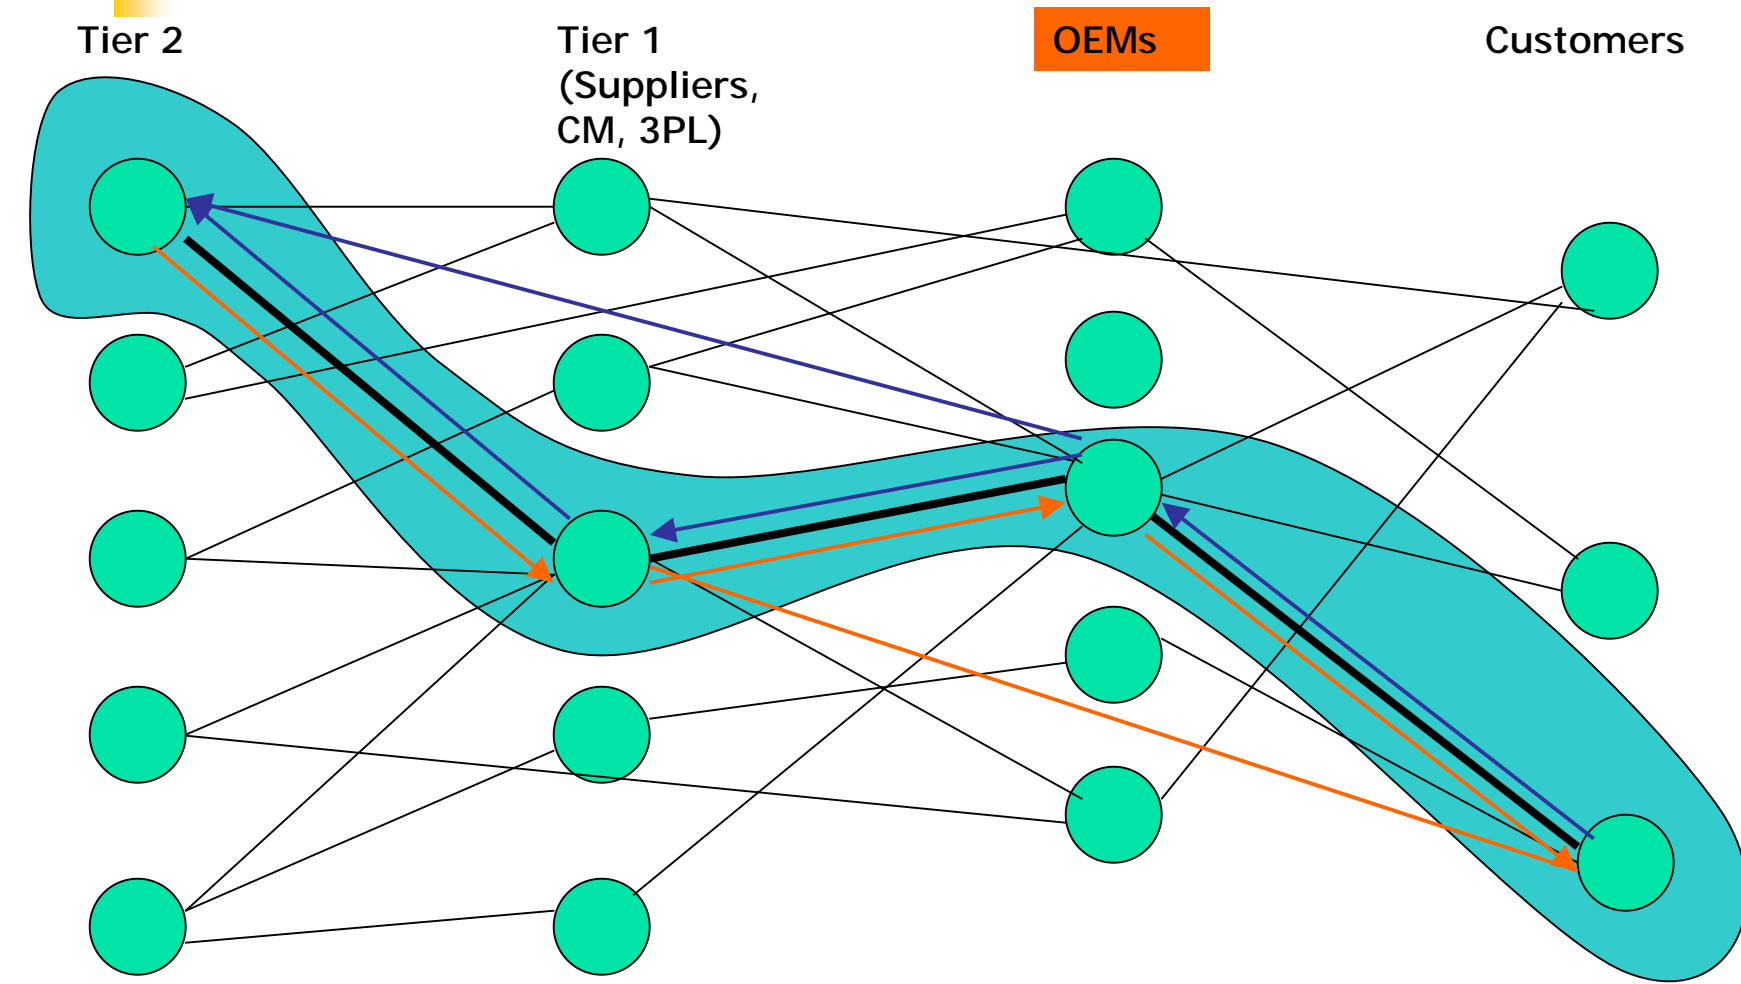 Tier 2
Tier 1
(Suppliers,
CM, 3PL)
OEMs
Customers